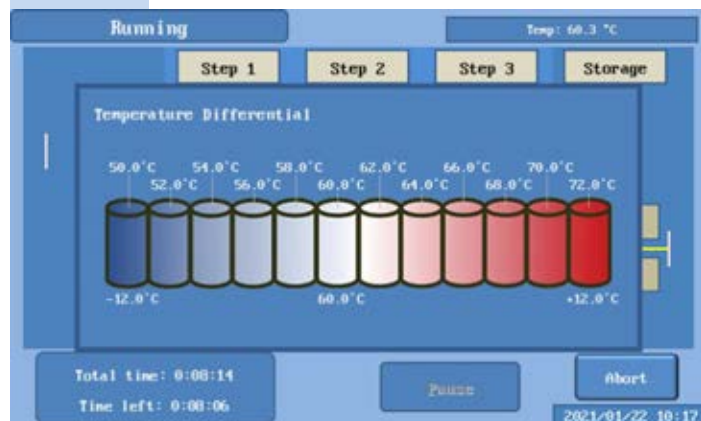 Running
Temp: 60.3 °C
Step 1 Step 2 Step 3 Storage
Temperature Differential
50.0°C 54.0°C 58.0°C 62.0°C 66.0°C 70.0°C
52.0°C 56.0°C 60.0°C 64.0°C 68.0°C 72.0°C
-12.0°C 60.0°C +12.0°C
Total time: 0:08:14
Time left: 0:08:06
Pause
Abort
2021/01/22 10:17